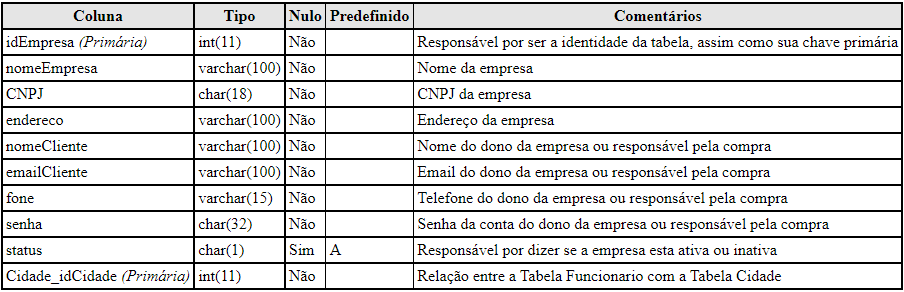 Coluna Tipo Nulo Predefinido Comentários
idEmpresa (Primária) int(11) Não Responsável por ser a identidade da tabela, assim como sua chave primária
nomeEmpresa varchar(100) Não Nome da empresa
CNPJ char(18) Não CNPJ da empresa
endereco varchar(100) Não Endereço da empresa
nomeCliente varchar(100) Não Nome do dono da empresa ou responsável pela compra
emailCliente varchar(100) Não Email do dono da empresa ou responsável pela compra
fone varchar(15) Não Telefone do dono da empresa ou responsável pela compra
senha char(32) Não Senha da conta do dono da empresa ou responsável pela compra
status char(1) Sim A Responsável por dizer se a empresa esta ativa ou inativa
Cidade_idCidade (Primária) int(11) Não Relação entre a Tabela Funcionario com a Tabela Cidade